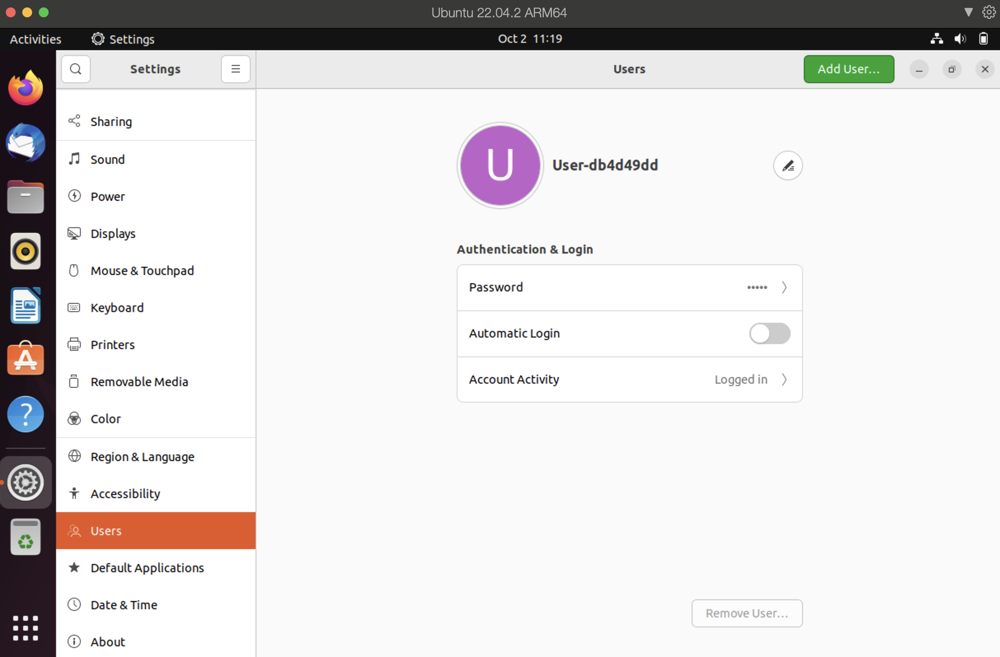 Ubuntu 22.04.2 ARM64
Activities
Settings
Oct 2 11:19
Settings
Users
Add User...
Sharing
Sound
Power
Displays
Mouse & Touchpad
Keyboard
Printers
Removable Media
Color
Region & Language
Accessibility
Users
Default Applications
Date & Time
About
U
User-db4d49dd
Authentication & Login
Password •••••
Automatic Login
Account Activity Logged in
Remove User...